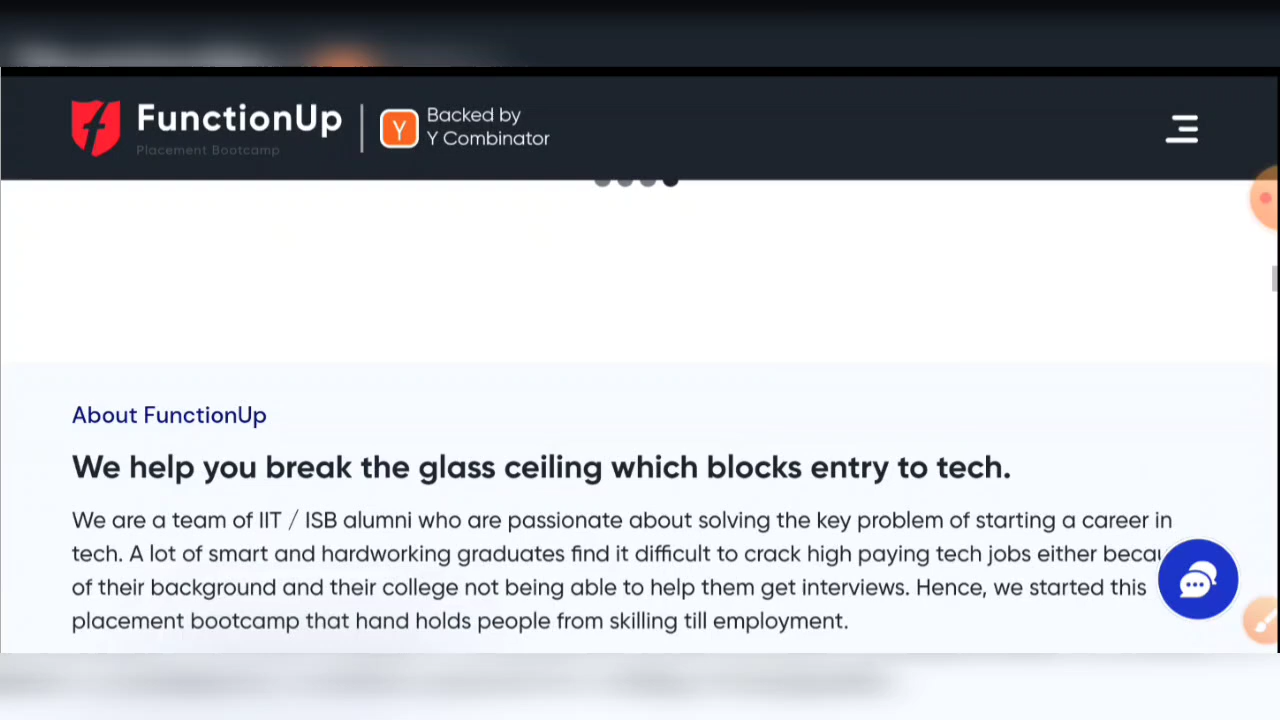 FunctionUp
Placement Bootcamp
Y
Backed by
Y Combinator
About FunctionUp
We help you break the glass ceiling which blocks entry to tech.
We are a team of IIT / ISB alumni who are passionate about solving the key problem of starting a career in
tech. A lot of smart and hardworking graduates find it difficult to crack high paying tech jobs either becau
of their background and their college not being able to help them get interviews. Hence, we started this
placement bootcamp that hand holds people from skilling till employment.